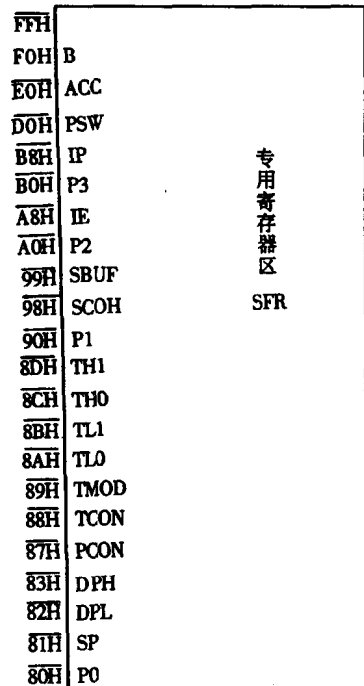 FFH
F0H B
E0H ACC
D0H PSW
B8H IP
B0H P3
A8H IE
A0H P2
99H SBUF
98H SCOH
90H P1
8DH TH1
8CH TH0
8BH TL1
8AH TL0
89H TMOD
88H TCON
87H PCON
83H DPH
82H DPL
81H SP
80H P0
专用寄存器区
SFR